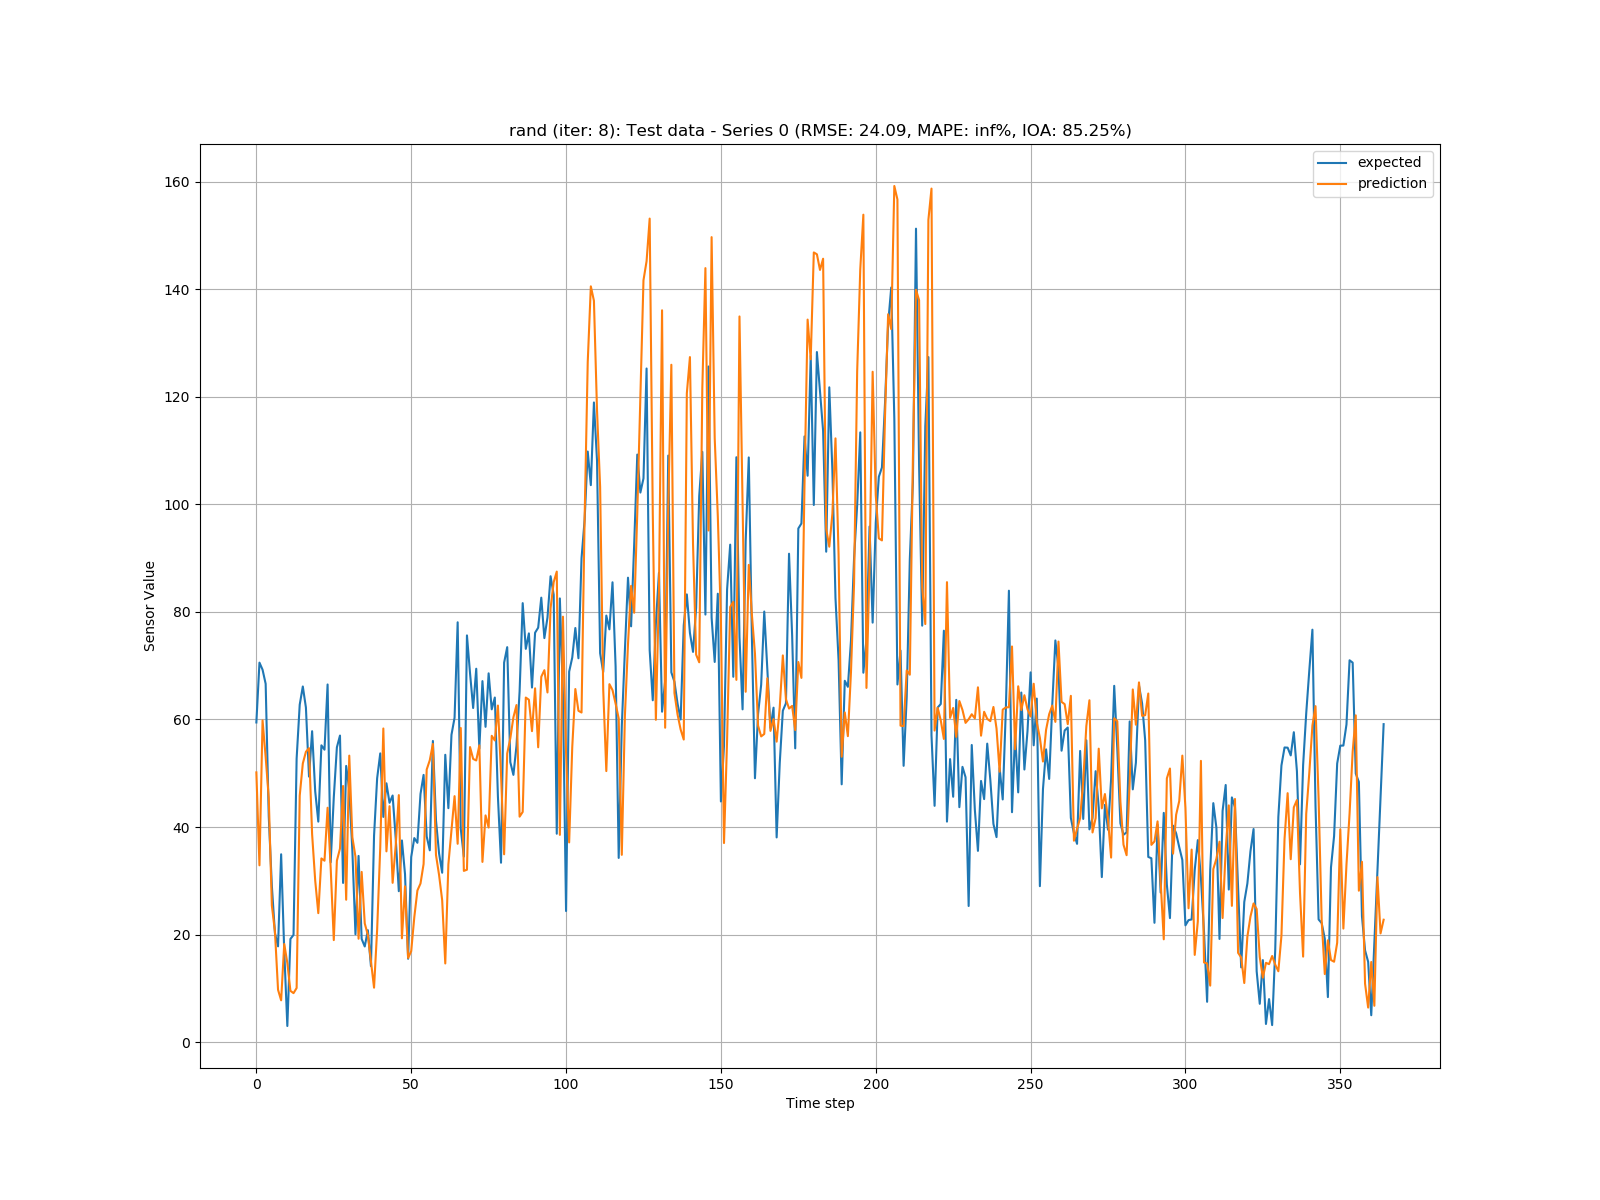 rand (iter: 8): Test data - Series 0 (RMSE: 24.09, MAPE: inf%, IOA: 85.25%)
expected
prediction
160
140
120
100
80
60
40
20
0
Sensor Value
0 50 100 150 200 250 300 350
Time step